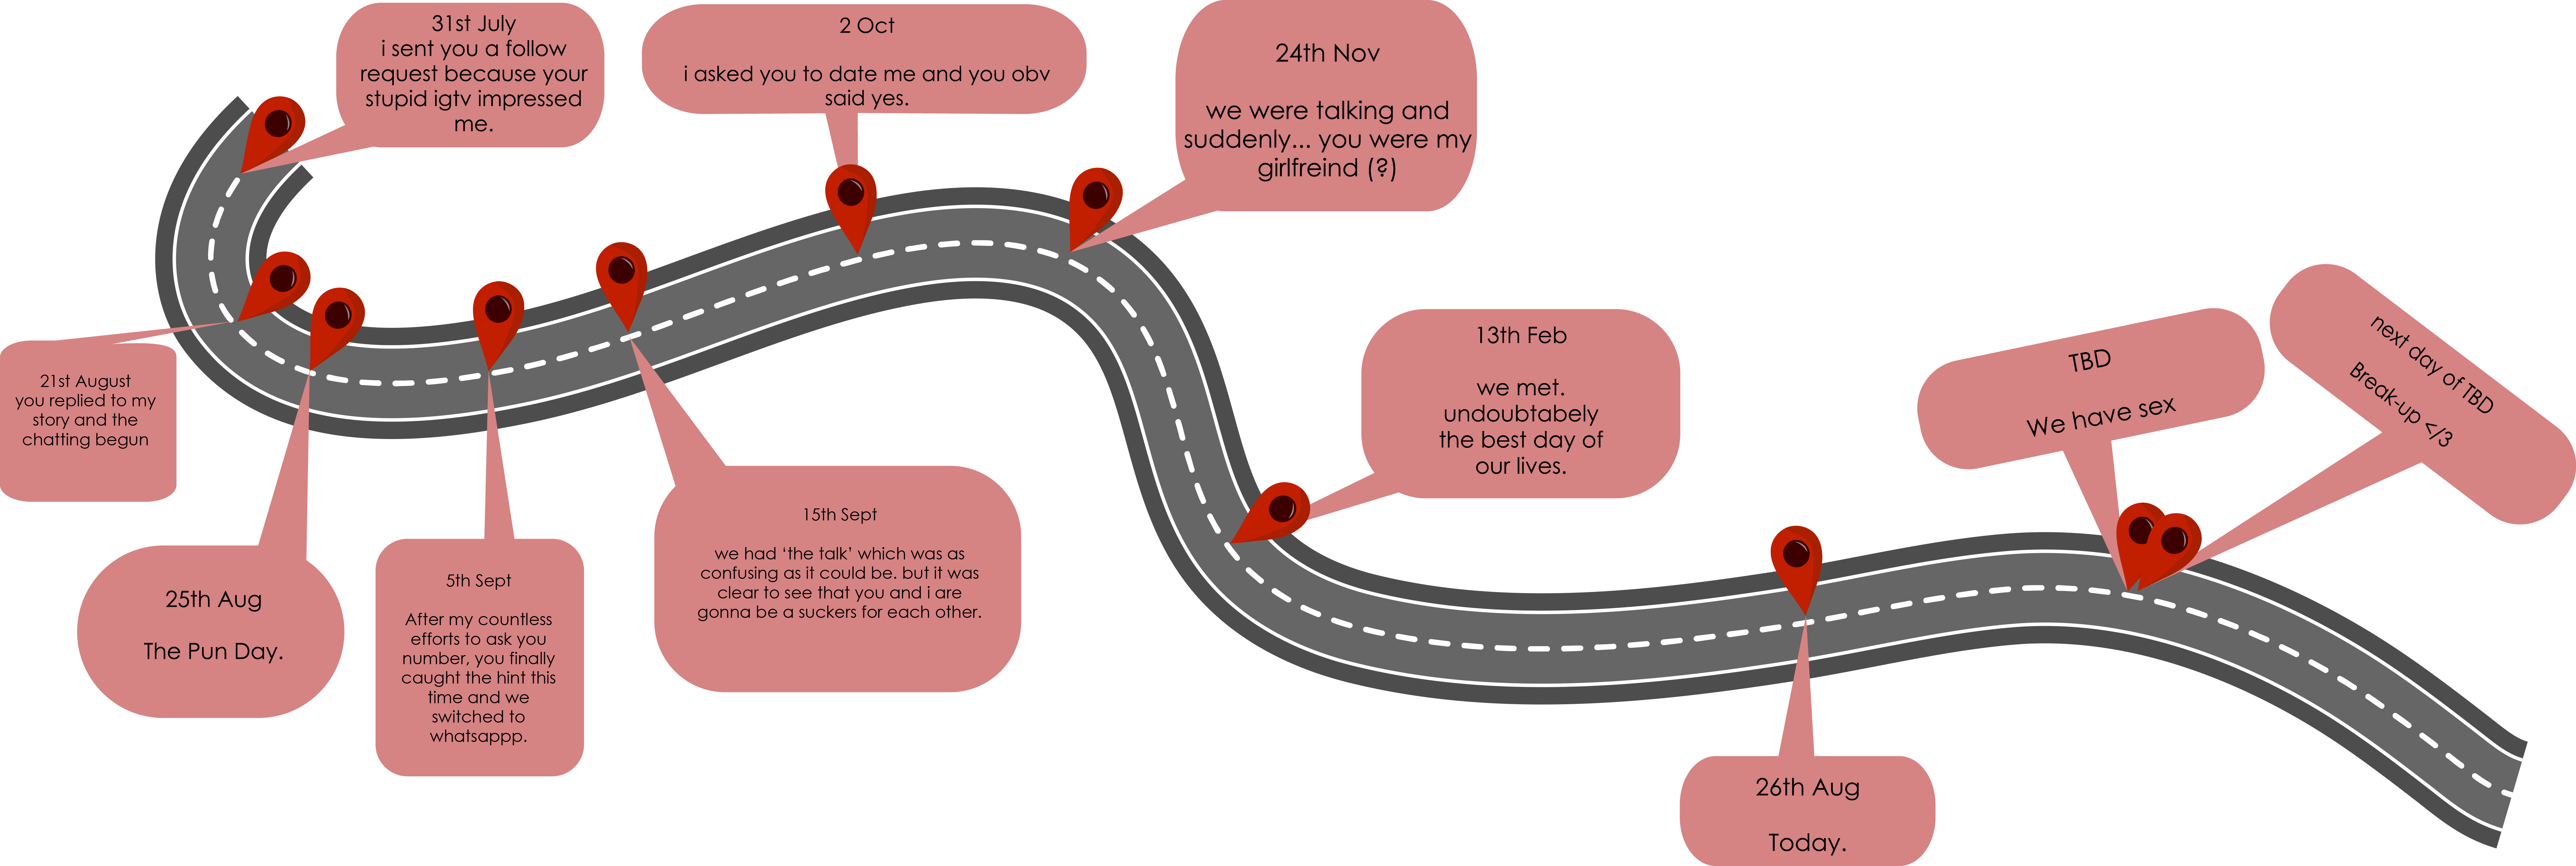 31st July
i sent you a follow
request because your
stupid igtv impressed
me.
21st August
you replied to my
story and the
chatting begun
25th Aug
The Pun Day.
5th Sept
After my countless
efforts to ask you
number, you finally
caught the hint this
time and we
switched to
whatsappp.
15th Sept
we had ‘the talk’ which was as
confusing as it could be. but it was
clear to see that you and i are
gonna be a suckers for each other.
2 Oct
i asked you to date me and you obv
said yes.
24th Nov
we were talking and
suddenly... you were my
girlfreind (?)
13th Feb
we met.
undoubtabely
the best day of
our lives.
26th Aug
Today.
TBD
We have sex
next day of TBD
Break-up </3